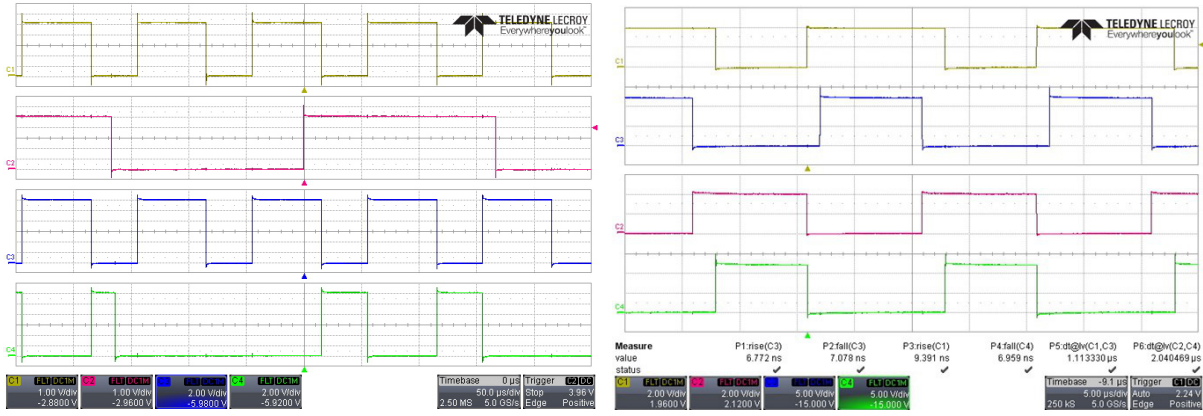 TELEDYNE LECROY
Everywhereyoulook™
C1
C2
C3
C4
C1 FLT DC1M
1.00 V/div
-2.8800 V
C2 FLT DC1M
2.00 V/div
-2.9600 V
FLT DC1M
2.00 V/div
-5.9800 V
C4 FLT DC1M
2.00 V/div
-5.9200 V
Timebase 0 µs
50.0 µs/div
2.50 MS 5.0 GS/s
Trigger C2 DC
Stop 3.96 V
Edge Positive
TELEDYNE LECROY
Everywhereyoulook™
C1
C3
C2
C4
Measure P1:rise(C3) P2:fall(C3) P3:rise(C1) P4:fall(C4) P5:dt@lv(C1,C3) P6:dt@lv(C2,C4)
value 6.772 ns 7.078 ns 9.391 ns 6.959 ns 1.113330 µs 2.040469 µs
status
C1 FLT DC1M
2.00 V/div
1.9600 V
C2 FLT DC1M
2.00 V/div
2.1200 V
FLT DC1M
5.00 V/div
-15.000 V
C4 FLT DC1M
5.00 V/div
-15.000 V
Timebase -9.1 µs
5.00 µs/div
250 kS 5.0 GS/s
Trigger C1 DC
Auto 2.24 V
Edge Positive